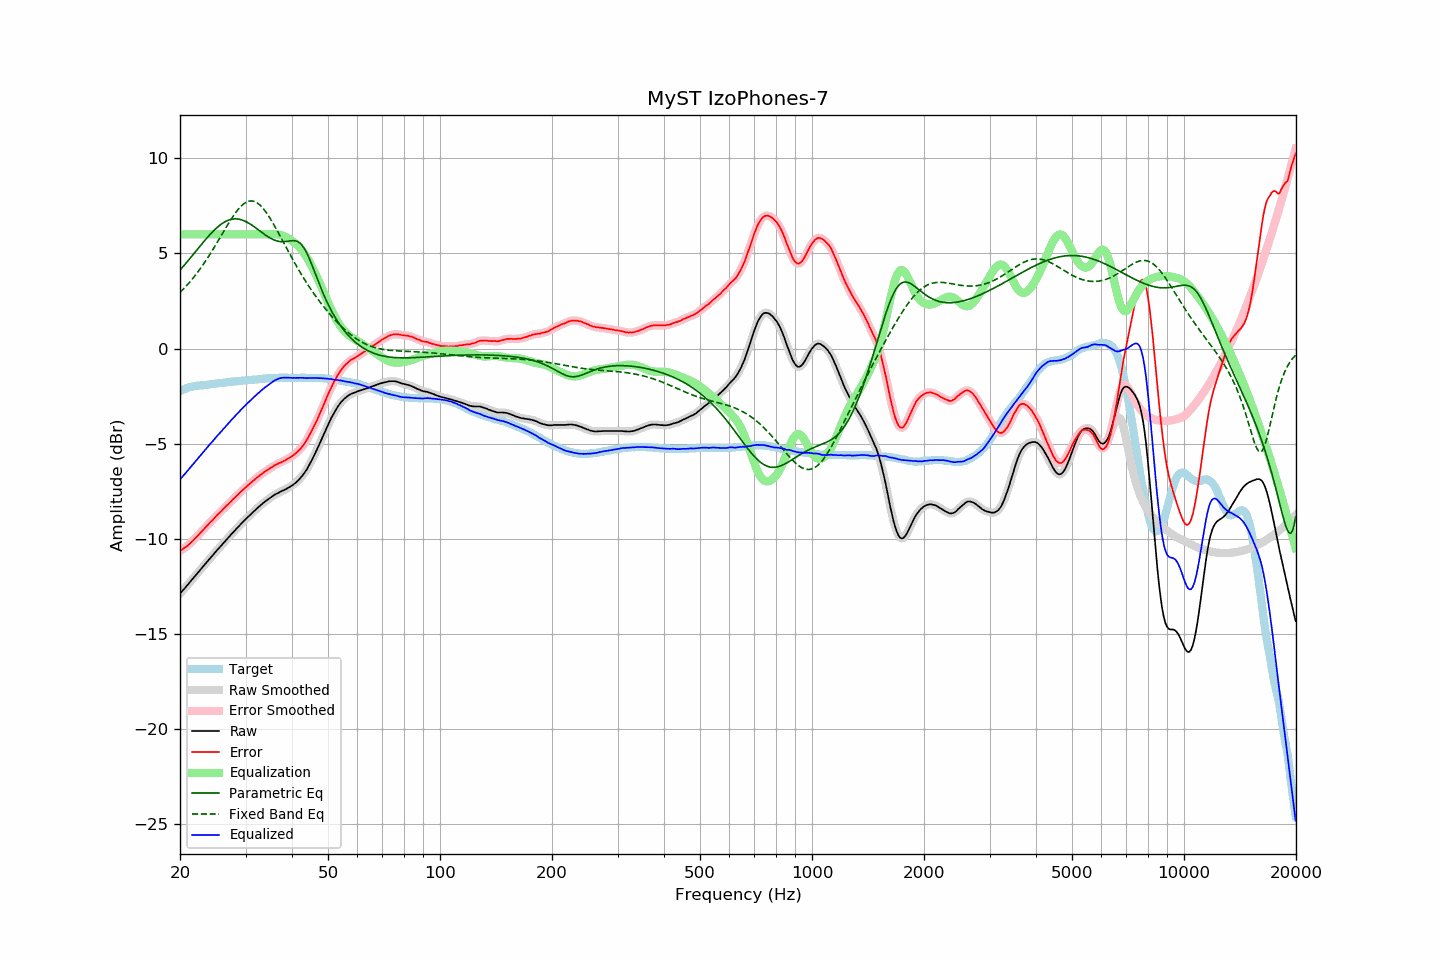 MyST IzoPhones-7
Amplitude (dBr)
10
5
0
−5
−10
−15
−20
−25
Target
Raw Smoothed
Error Smoothed
Raw
Error
Equalization
Parametric Eq
Fixed Band Eq
Equalized
20 50 100 200 500 1000 2000 5000 10000 20000
Frequency (Hz)